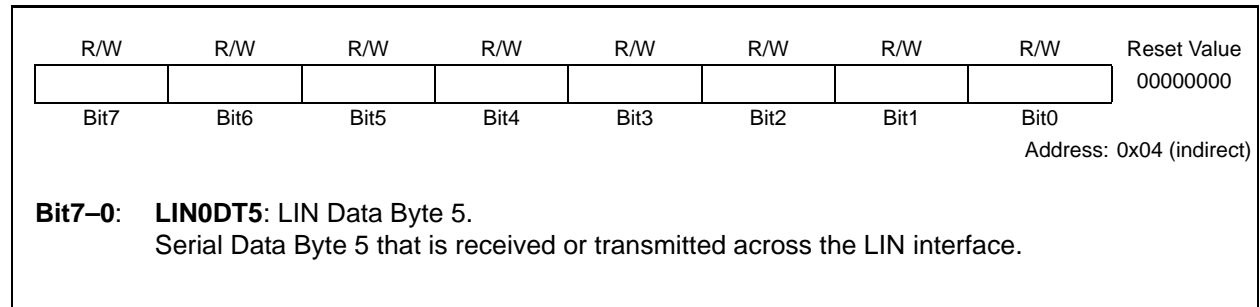 R/W R/W R/W R/W R/W R/W R/W R/W Reset Value
00000000
Bit7 Bit6 Bit5 Bit4 Bit3 Bit2 Bit1 Bit0
Address: 0x04 (indirect)
Bit7–0: LIN0DT5: LIN Data Byte 5.
Serial Data Byte 5 that is received or transmitted across the LIN interface.